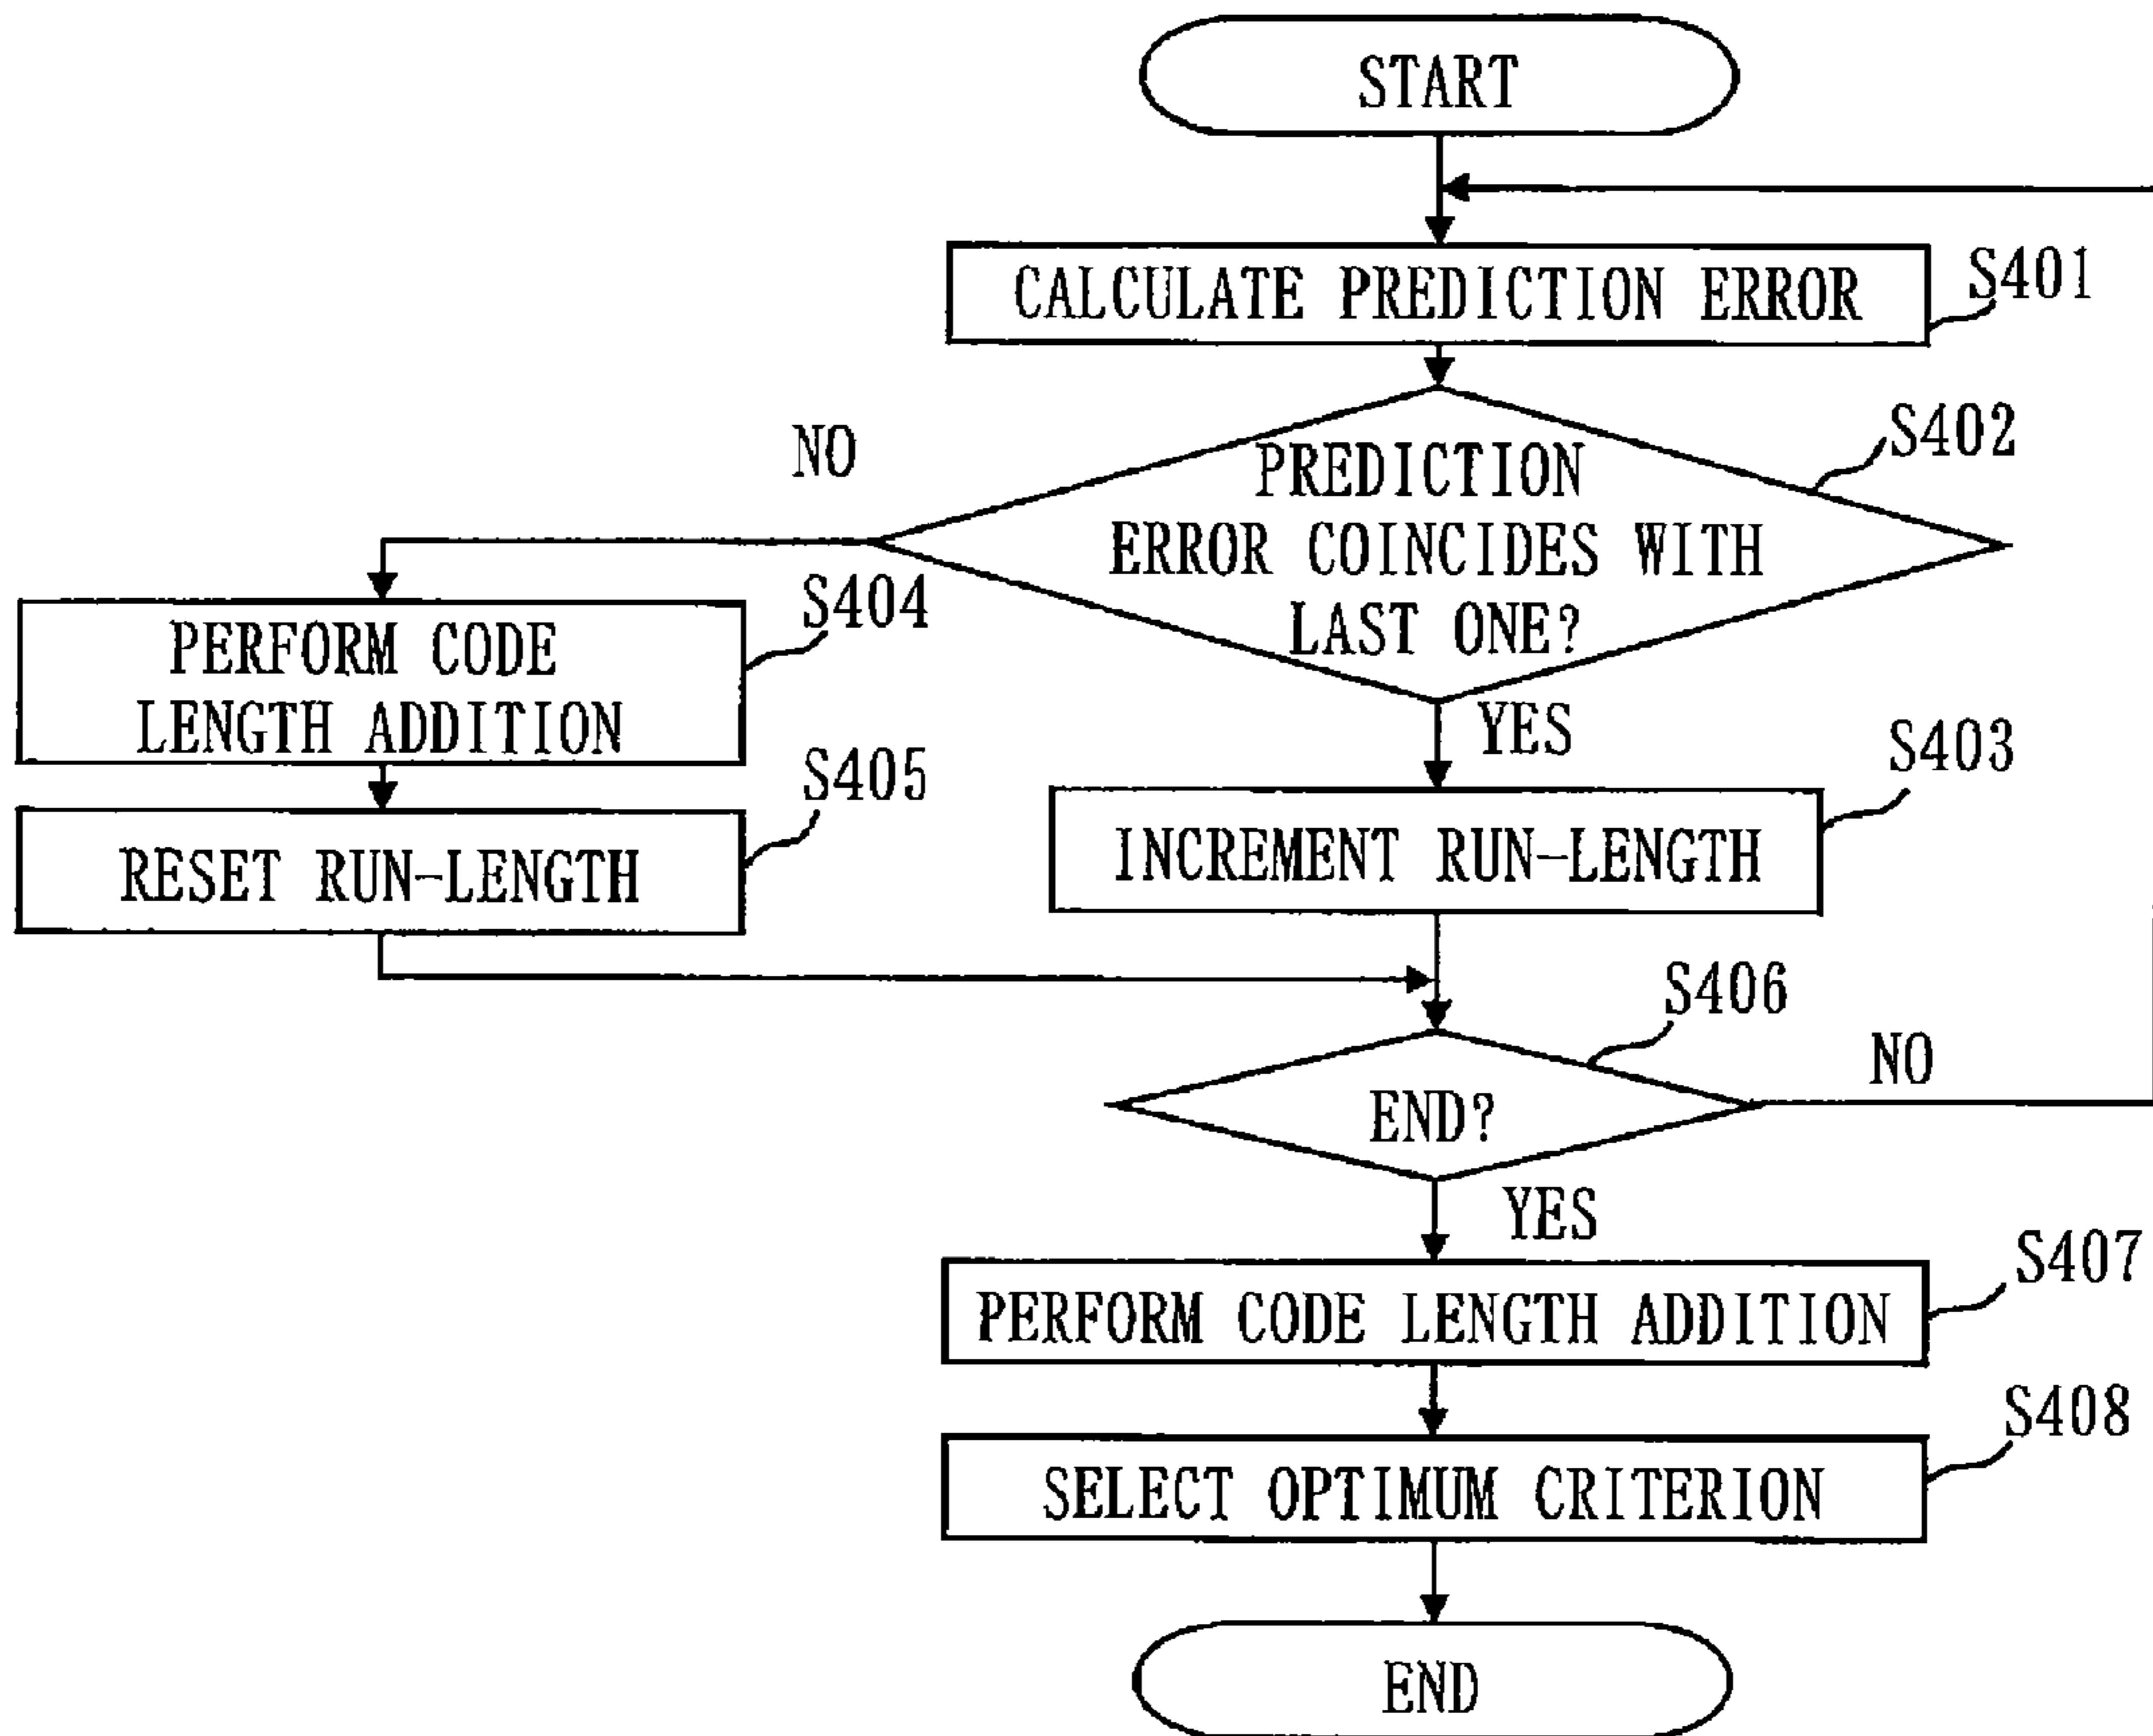 START
CALCULATE PREDICTION ERROR
S401
PREDICTION
ERROR COINCIDES WITH
LAST ONE?
S402
NO
YES
PERFORM CODE
LENGTH ADDITION
S404
RESET RUN-LENGTH
S405
INCREMENT RUN-LENGTH
S403
END?
S406
NO
YES
PERFORM CODE LENGTH ADDITION
S407
SELECT OPTIMUM CRITERION
S408
END